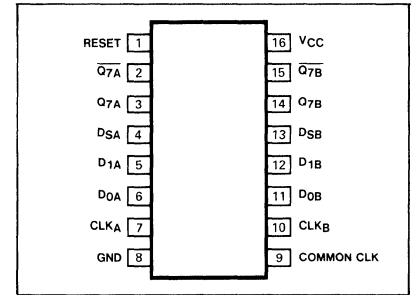 RESET 1 16 VCC
Q7A 2 15 Q7B
Q7A 3 14 Q7B
DSA 4 13 DSB
D1A 5 12 D1B
D0A 6 11 D0B
CLKA 7 10 CLKB
GND 8 9 COMMON CLK